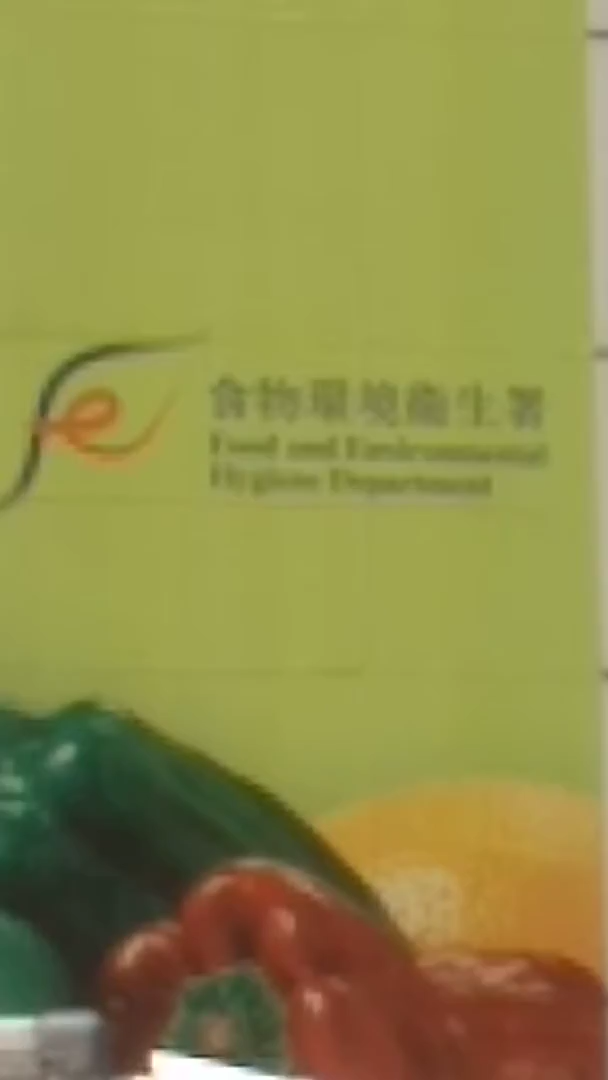 食物環境衞生署
Food and Environmental
Hygiene Department